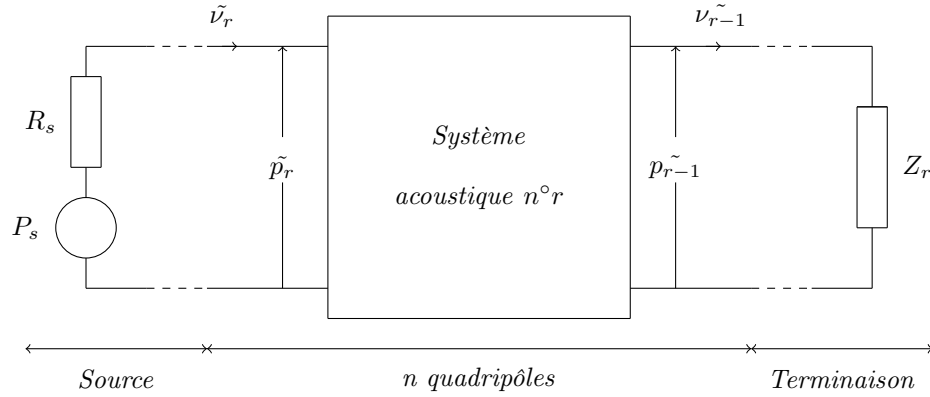 ν̃_r
ν̃_{r−1}
R_s
P_s
p̃_r
Système
acoustique n°r
p̃_{r−1}
Z_r
Source
n quadripôles
Terminaison